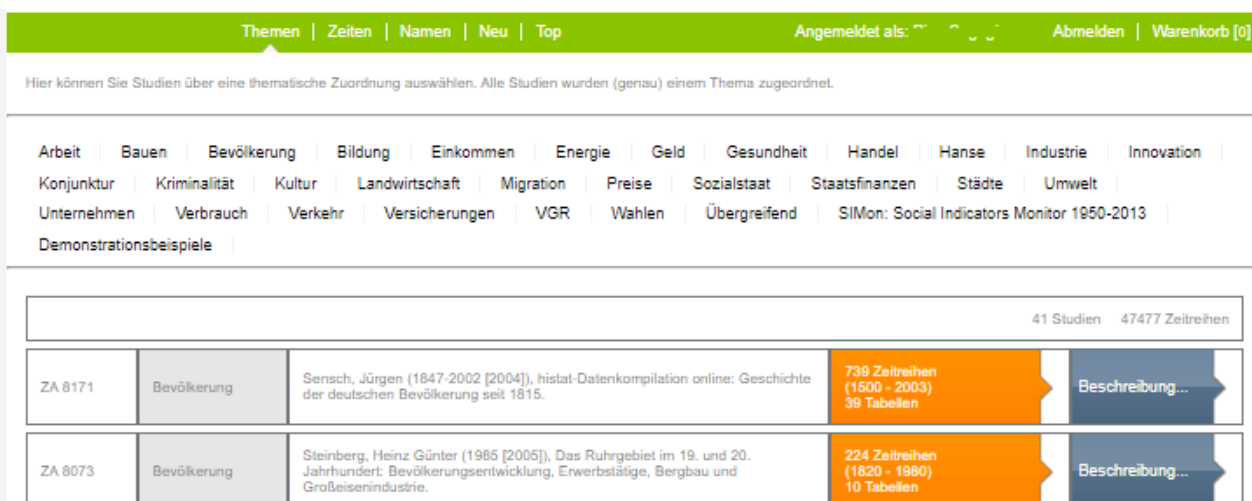 Themen | Zeiten | Namen | Neu | Top Angemeldet als: Abmelden | Warenkorb [0]
Hier können Sie Studien über eine thematische Zuordnung auswählen. Alle Studien wurden (genau) einem Thema zugeordnet.
Arbeit Bauen Bevölkerung Bildung Einkommen Energie Geld Gesundheit Handel Hanse Industrie Innovation
Konjunktur Kriminalität Kultur Landwirtschaft Migration Preise Sozialstaat Staatsfinanzen Städte Umwelt
Unternehmen Verbrauch Verkehr Versicherungen VGR Wahlen Übergreifend SIMon: Social Indicators Monitor 1950-2013
Demonstrationsbeispiele
41 Studien 47477 Zeitreihen
ZA 8171
Bevölkerung
Sensch, Jürgen (1847-2002 [2004]), histat-Datenkompilation online: Geschichte
der deutschen Bevölkerung seit 1815.
739 Zeitreihen
(1500 - 2003)
39 Tabellen
Beschreibung...
ZA 8073
Bevölkerung
Steinberg, Heinz Günter (1985 [2005]), Das Ruhrgebiet im 19. und 20.
Jahrhundert: Bevölkerungsentwicklung, Erwerbstätige, Bergbau und
Großeisenindustrie.
224 Zeitreihen
(1820 - 1980)
10 Tabellen
Beschreibung...